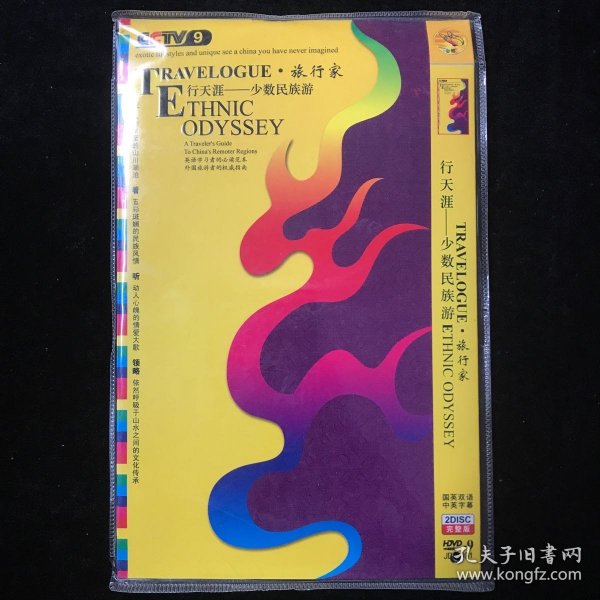 CCTV 9
exotic lifestyles and unique see a china you have never imagined
TRAVELOGUE · 旅行家
行天涯——少数民族游
ETHNIC
ODYSSEY
A Traveler's Guide
To China's Remoter Regions
英语学习者的必读范本
外国旅游者的权威指南
看 五彩斑斓的民族风情 听 动人心魄的情爱大歌 领略 依然呼吸于山水之间的文化传承
行天涯——少数民族游 ETHNIC ODYSSEY
TRAVELOGUE · 旅行家
国英双语
中英字幕
2DISC
完整版
HDVD 9
孔夫子旧书网
www.kongfz.com